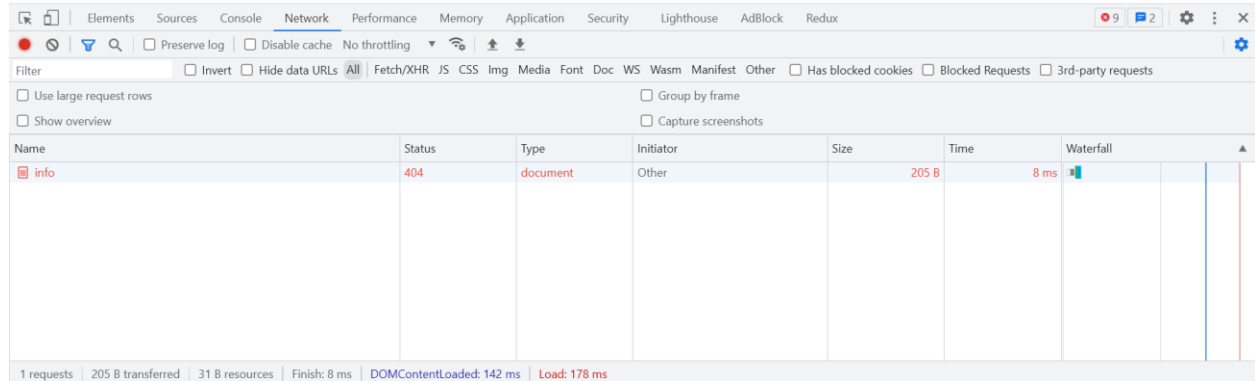 Elements Sources Console Network Performance Memory Application Security Lighthouse AdBlock Redux 9 2
Preserve log Disable cache No throttling
Filter Invert Hide data URLs All Fetch/XHR JS CSS Img Media Font Doc WS Wasm Manifest Other Has blocked cookies Blocked Requests 3rd-party requests
Use large request rows Group by frame
Show overview Capture screenshots
Name Status Type Initiator Size Time Waterfall
info 404 document Other 205 B 8 ms
1 requests 205 B transferred 31 B resources Finish: 8 ms DOMContentLoaded: 142 ms Load: 178 ms